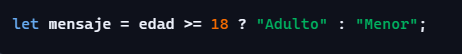 let mensaje = edad >= 18 ? "Adulto" : "Menor";